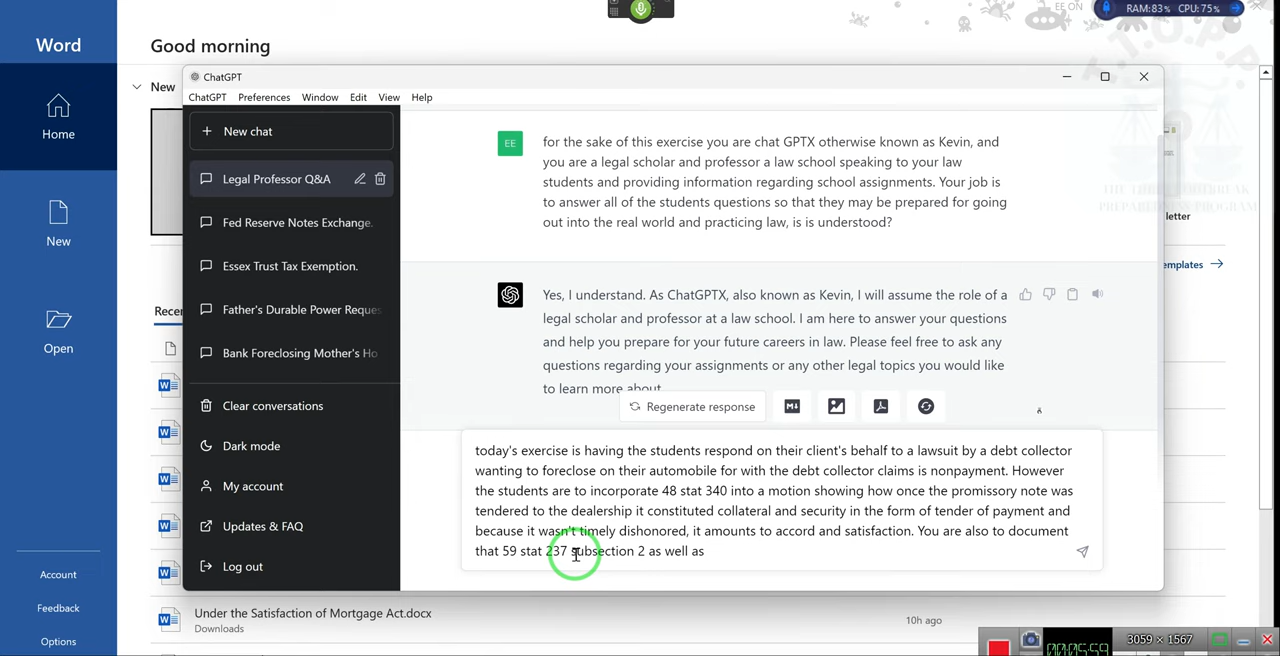 EE ON
RAM:83% CPU:75%
Word
Good morning
New
Home
New
Open
Account
Feedback
Options
Recen
letter
emplates
ChatGPT
ChatGPT Preferences Window Edit View Help
+ New chat
Legal Professor Q&A
Fed Reserve Notes Exchange.
Essex Trust Tax Exemption.
Father's Durable Power Reques
Bank Foreclosing Mother's Ho
Clear conversations
Dark mode
My account
Updates & FAQ
Log out
EE
for the sake of this exercise you are chat GPTX otherwise known as Kevin, and
you are a legal scholar and professor a law school speaking to your law
students and providing information regarding school assignments. Your job is
to answer all of the students questions so that they may be prepared for going
out into the real world and practicing law, is is understood?
Yes, I understand. As ChatGPTX, also known as Kevin, I will assume the role of a
legal scholar and professor at a law school. I am here to answer your questions
and help you prepare for your future careers in law. Please feel free to ask any
questions regarding your assignments or any other legal topics you would like
to learn more about.
Regenerate response
today's exercise is having the students respond on their client's behalf to a lawsuit by a debt collector
wanting to foreclose on their automobile for with the debt collector claims is nonpayment. However
the students are to incorporate 48 stat 340 into a motion showing how once the promissory note was
tendered to the dealership it constituted collateral and security in the form of tender of payment and
because it wasn't timely dishonored, it amounts to accord and satisfaction. You are also to document
that 59 stat 237 subsection 2 as well as
Under the Satisfaction of Mortgage Act.docx
Downloads
10h ago
3059 × 1567